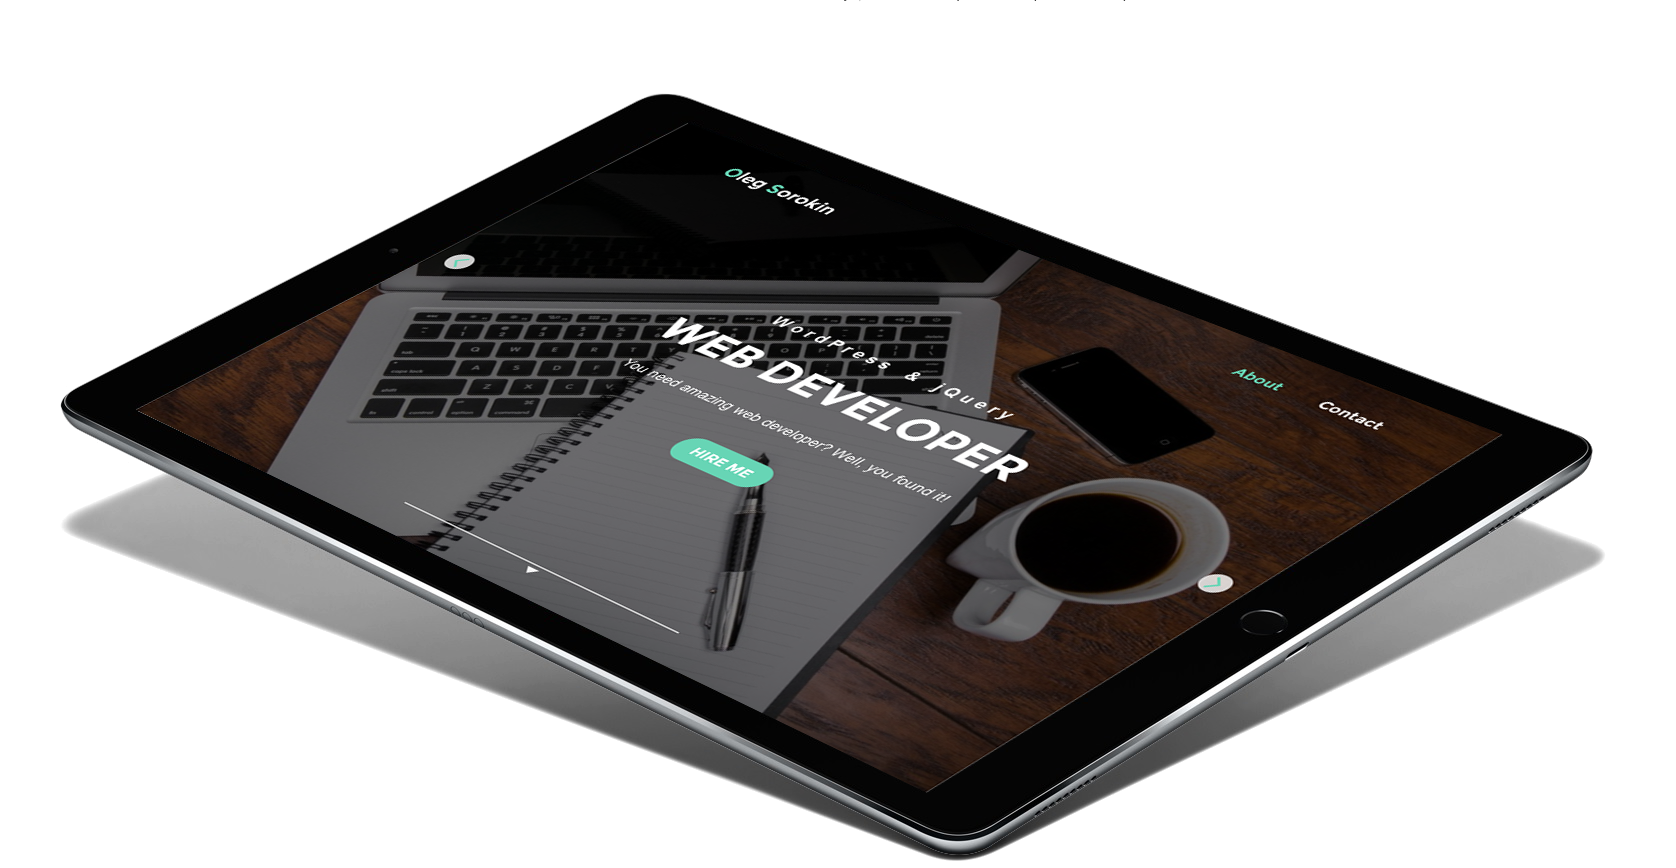 Oleg Sorokin
About
Contact
WordPress & jQuery
WEB DEVELOPER
You need amazing web developer? Well, you found it!
HIRE ME